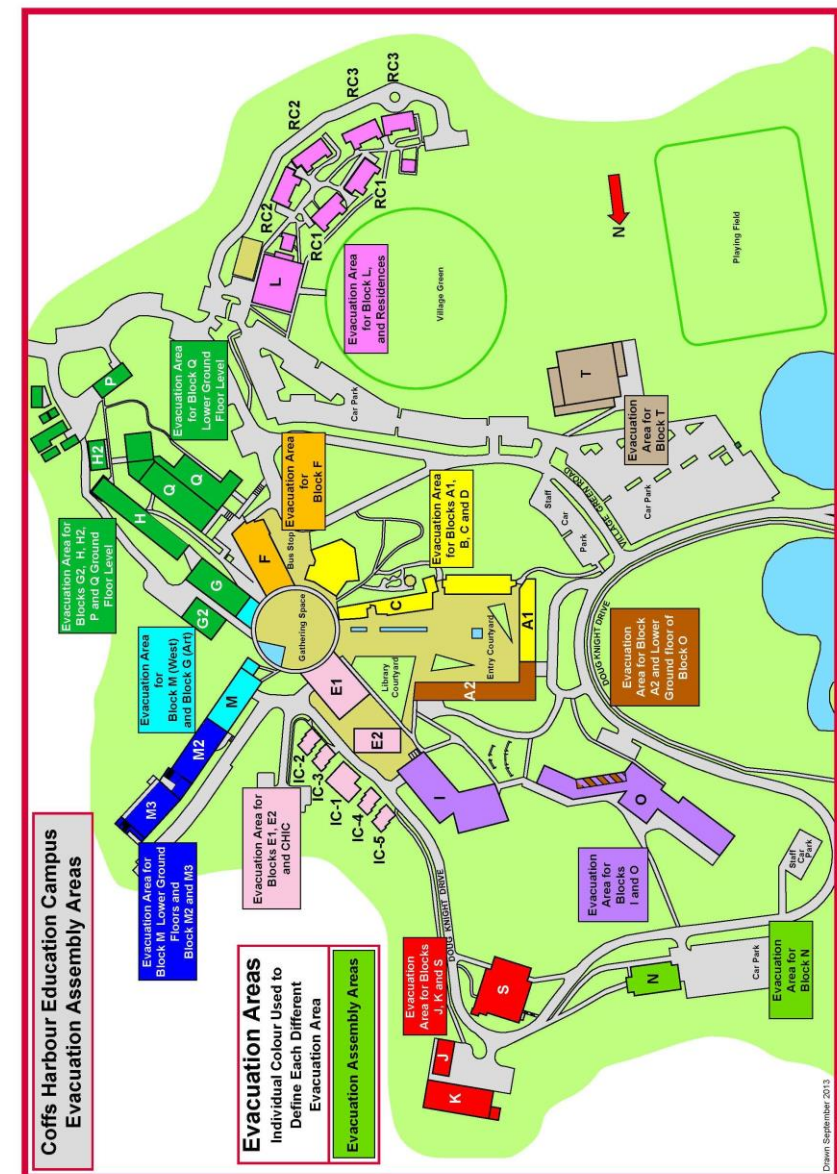 Coffs Harbour Education Campus
Evacuation Assembly Areas
Evacuation Areas
Individual Colour Used to
Define Each Different
Evacuation Area
Evacuation Assembly Areas
Evacuation Area for
Block M Lower Ground
Floors and
Block M2 and M3
Evacuation Area
for
Block M (West)
and Block G (Art)
Evacuation Area for
Blocks G2, H, H2,
P and Q Ground
Floor Level
Evacuation Area
for Block Q
Lower Ground
Floor Level
Evacuation Area
for
Block F
Evacuation Area
for Blocks A1,
B, C and D
Evacuation Area
for Block L,
and Residences
Evacuation
Area for
Block T
Evacuation
Area for Block
A2 and Lower
Ground floor of
Block O
Evacuation
Area for
Blocks
I and O
Evacuation
Area for
Block N
Evacuation
Area for Blocks
J, K and S
Evacuation Area for
Blocks E1, E2
and CHIC
M3
M2
M
G2
G
H
H2
P
Q
Q
F
Bus Stop
Gathering Space
E1
E2
Library
Courtyard
Entry Courtyard
C
A1
A2
IC-2
IC-3
IC-1
IC-4
IC-5
I
O
J
K
S
N
L
T
RC2
RC2
RC1
RC1
RC3
RC3
Village Green
Playing Field
N
Car Park
Staff
Car
Park
Car Park
VILLAGE GREEN ROAD
DOUG KNIGHT DRIVE
DOUG KNIGHT DRIVE
Staff
Car
Park
Car Park
Drawn September 2013